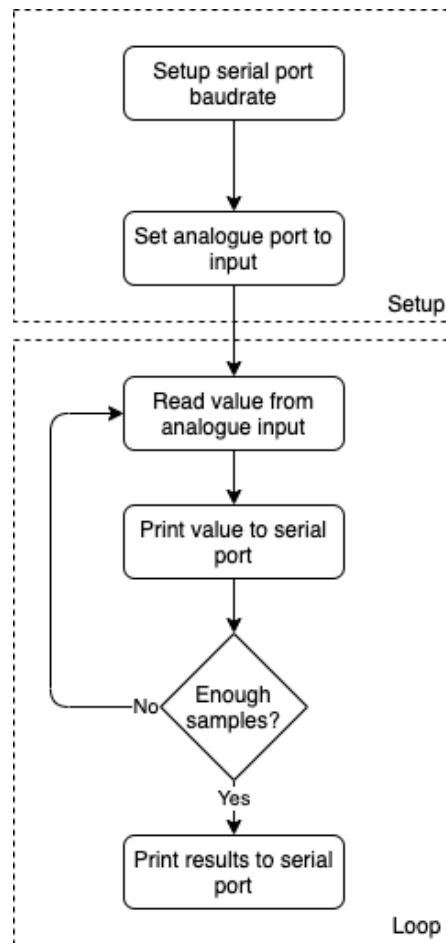 Setup serial port
baudrate
Set analogue port to
input
Setup
Read value from
analogue input
Print value to serial
port
Enough
samples?
No
Yes
Print results to serial
port
Loop